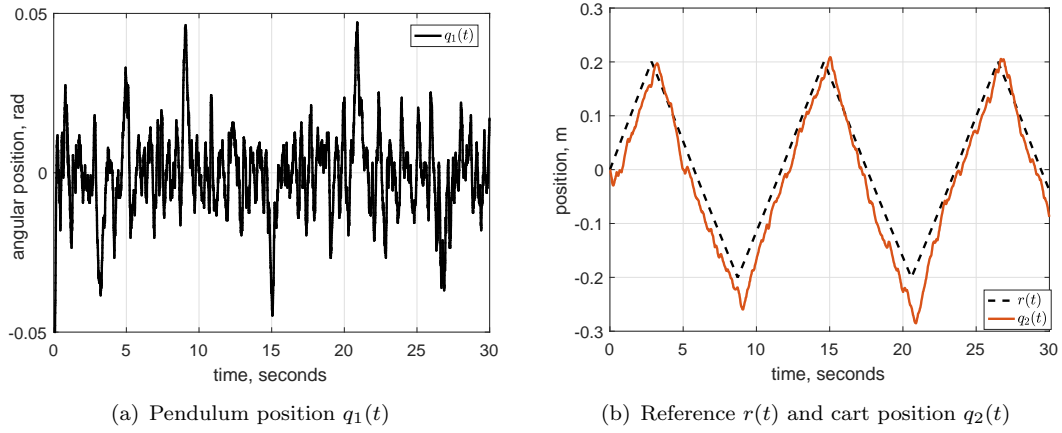 0.05
0
-0.05
angular position, rad
q₁(t)
0 5 10 15 20 25 30
time, seconds
(a) Pendulum position q₁(t)
0.3
0.2
0.1
0
-0.1
-0.2
-0.3
position, m
r(t)
q₂(t)
0 5 10 15 20 25 30
time, seconds
(b) Reference r(t) and cart position q₂(t)